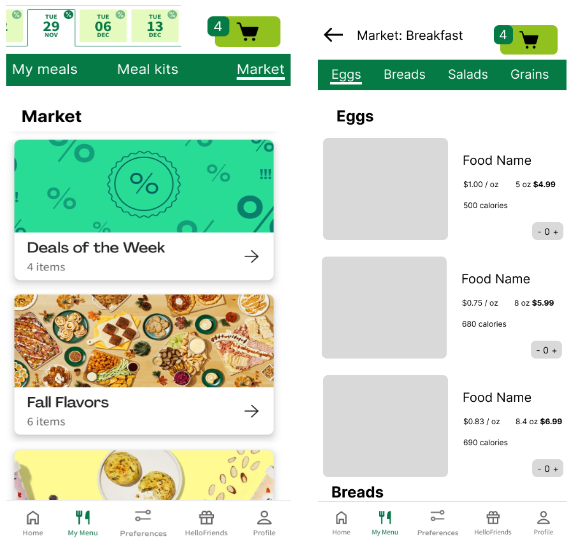 TUE
29
NOV
TUE
06
DEC
TUE
13
DEC
4
My meals Meal kits Market
Market
Deals of the Week
4 items
Fall Flavors
6 items
Home My Menu Preferences HelloFriends Profile
Market: Breakfast
4
Eggs Breads Salads Grains
Eggs
Food Name
$1.00 / oz 5 oz $4.99
500 calories
- 0 +
Food Name
$0.75 / oz 8 oz $5.99
680 calories
- 0 +
Food Name
$0.83 / oz 8.4 oz $6.99
690 calories
- 0 +
Breads
Home My Menu Preferences HelloFriends Profile